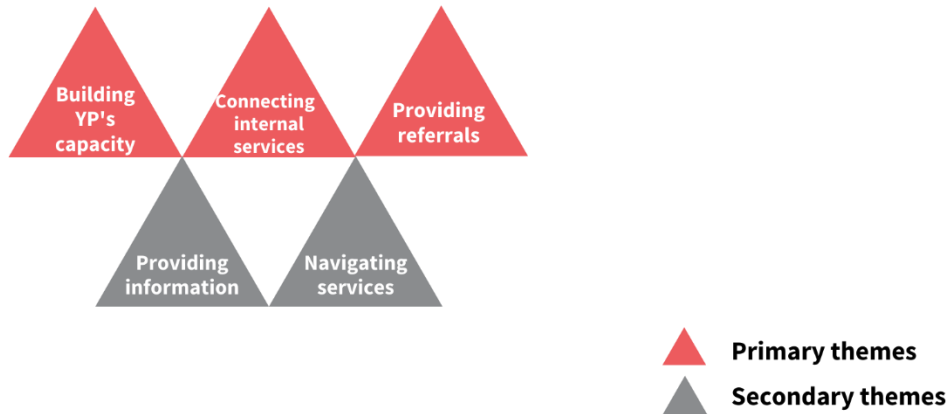 Building
YP's
capacity
Connecting
internal
services
Providing
referrals
Providing
information
Navigating
services
Primary themes
Secondary themes